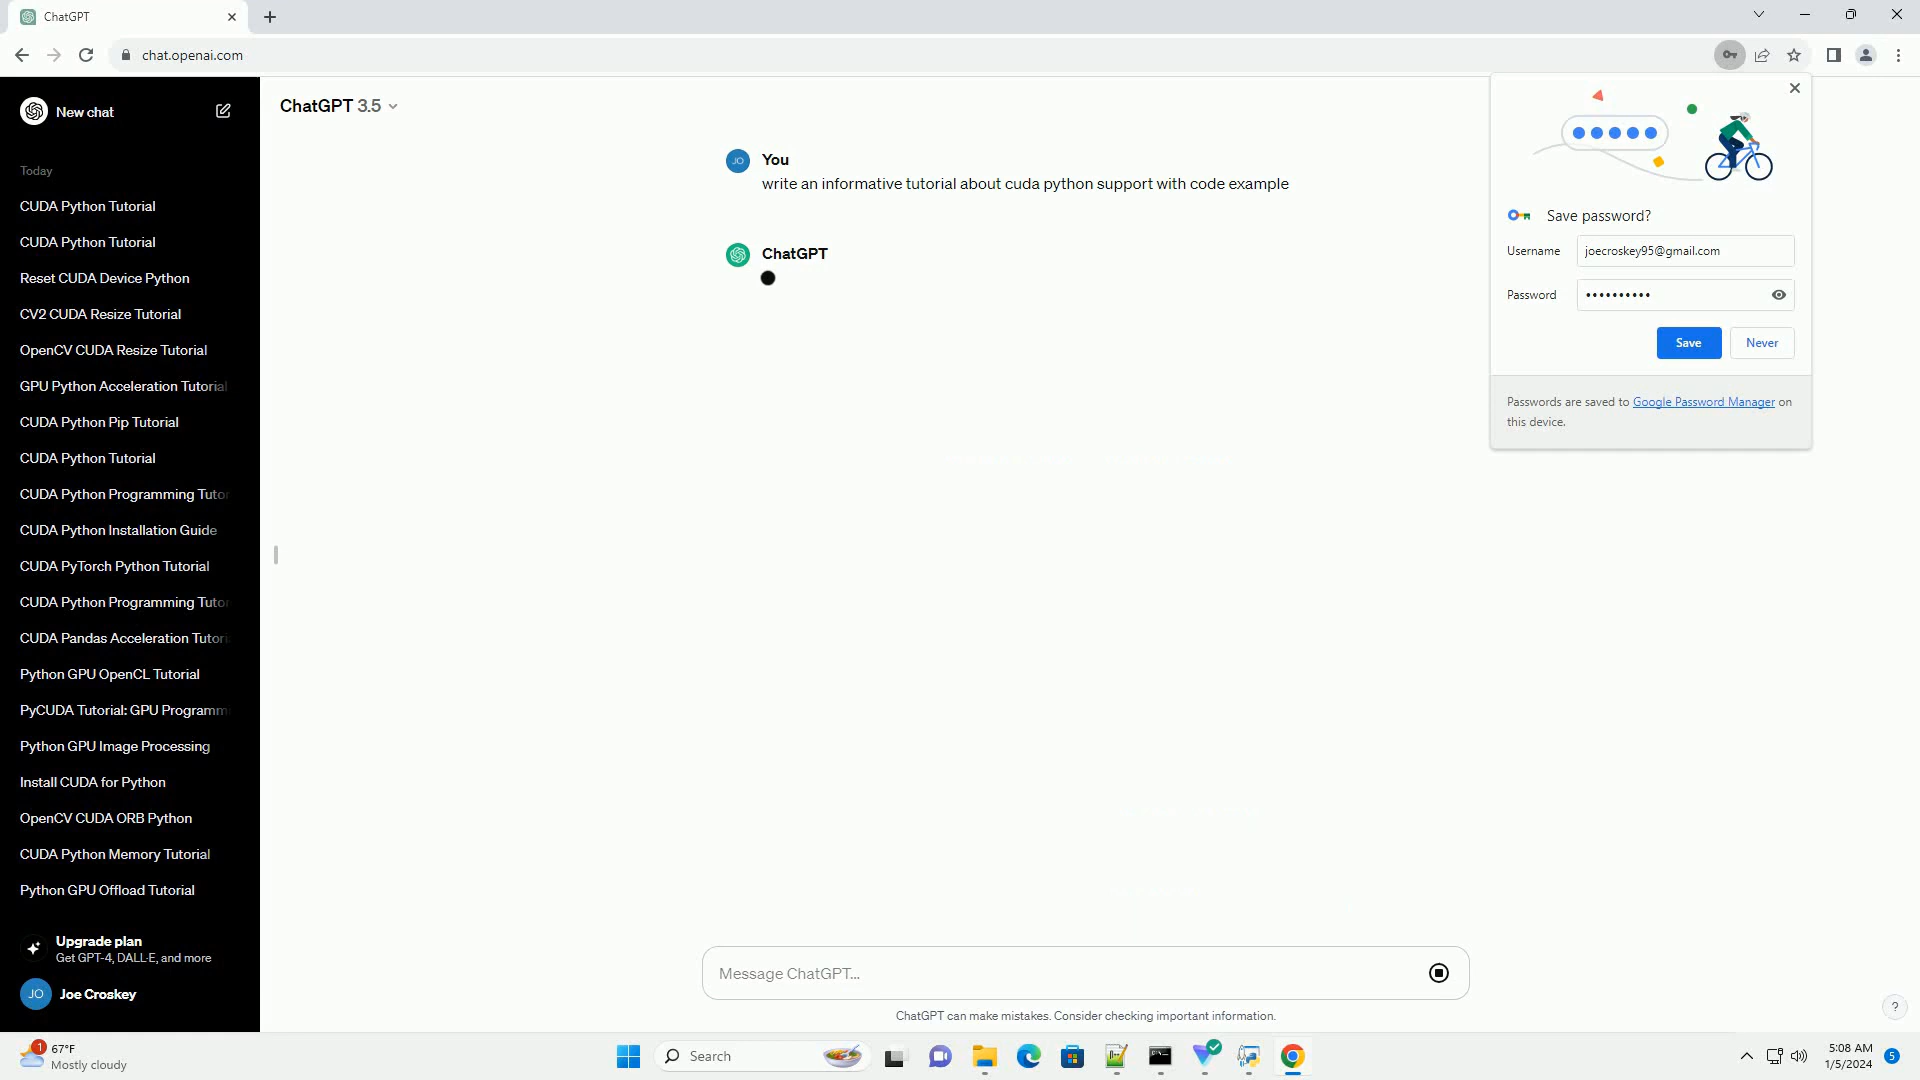 ChatGPT
chat.openai.com
New chat
Today
CUDA Python Tutorial
CUDA Python Tutorial
Reset CUDA Device Python
CV2 CUDA Resize Tutorial
OpenCV CUDA Resize Tutorial
GPU Python Acceleration Tutorial
CUDA Python Pip Tutorial
CUDA Python Tutorial
CUDA Python Programming Tutor
CUDA Python Installation Guide
CUDA PyTorch Python Tutorial
CUDA Python Programming Tutor
CUDA Pandas Acceleration Tutori
Python GPU OpenCL Tutorial
PyCUDA Tutorial: GPU Programm
Python GPU Image Processing
Install CUDA for Python
OpenCV CUDA ORB Python
CUDA Python Memory Tutorial
Python GPU Offload Tutorial
Upgrade plan
Get GPT-4, DALL·E, and more
JO Joe Croskey
ChatGPT 3.5
JO You
write an informative tutorial about cuda python support with code example
ChatGPT
Message ChatGPT...
ChatGPT can make mistakes. Consider checking important information.
?
Save password?
Username joecroskey95@gmail.com
Password ••••••••••
Save Never
Passwords are saved to Google Password Manager on
this device.
1 67°F
Mostly cloudy
Search
5:08 AM
1/5/2024
5